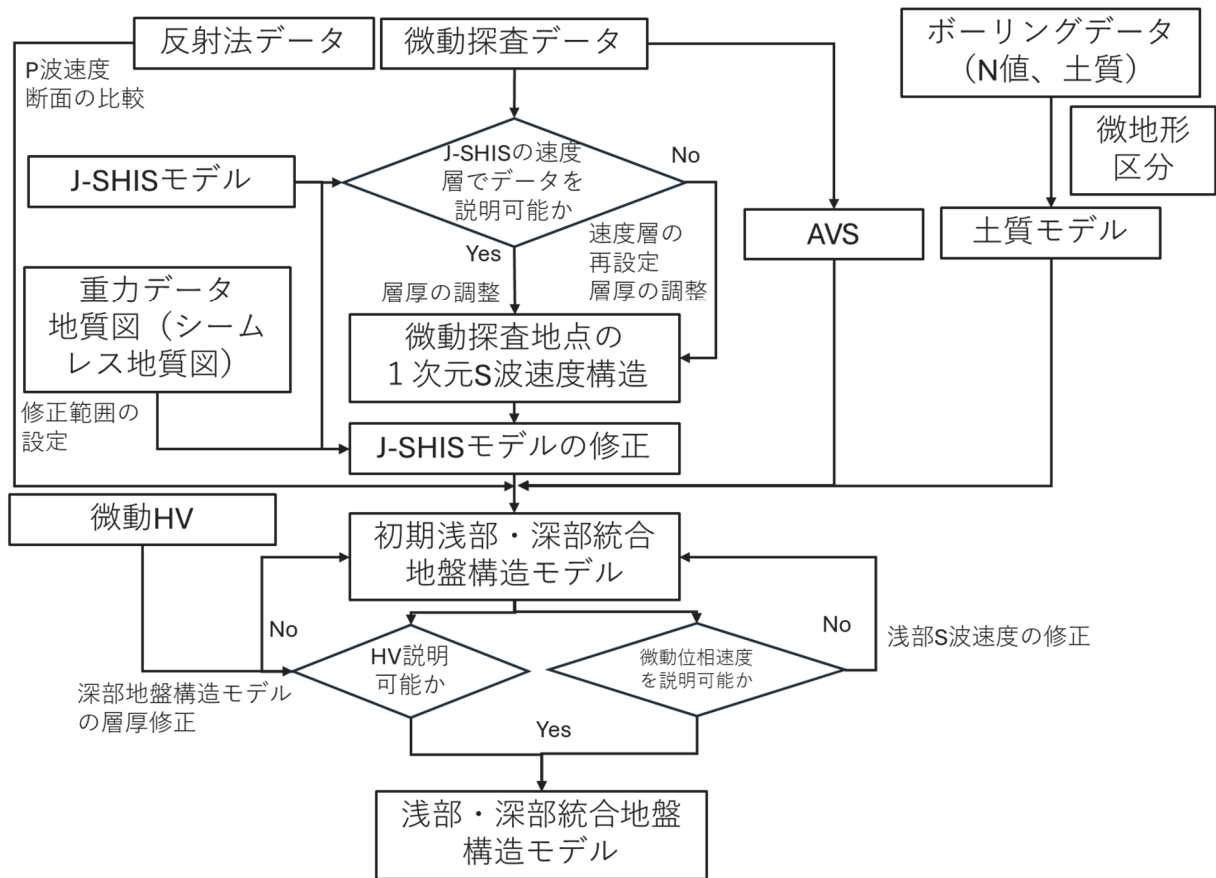 反射法データ
微動探査データ
ボーリングデータ
（N値、土質）
P波速度
断面の比較
微地形
区分
J-SHISの速度
層でデータを
説明可能か
No
J-SHISモデル
AVS
土質モデル
Yes
速度層の
再設定
層厚の調整
層厚の調整
重力データ
地質図（シーム
レス地質図）
微動探査地点の
１次元S波速度構造
修正範囲の
設定
J-SHISモデルの修正
微動HV
初期浅部・深部統合
地盤構造モデル
No
No
浅部S波速度の修正
HV説明
可能か
微動位相速度
を説明可能か
深部地盤構造モデル
の層厚修正
Yes
浅部・深部統合地盤
構造モデル